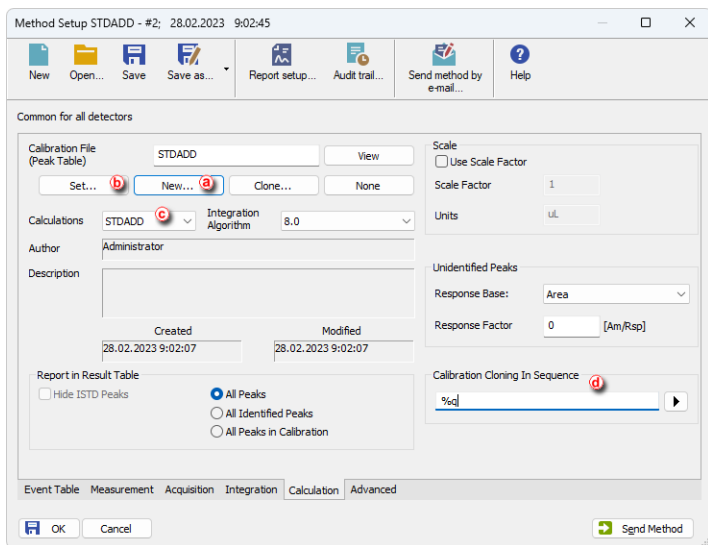 Method Setup STDADD - #2; 28.02.2023 9:02:45
New Open... Save Save as... Report setup... Audit trail... Send method by e-mail... Help
Common for all detectors
Calibration File
(Peak Table)
STDADD
View
Set... b New... a Clone... None
Calculations STDADD c Integration Algorithm 8.0
Author Administrator
Description
Created Modified
28.02.2023 9:02:07 28.02.2023 9:02:07
Report in Result Table
Hide ISTD Peaks All Peaks
All Identified Peaks
All Peaks in Calibration
Scale
Use Scale Factor
Scale Factor 1
Units uL
Unidentified Peaks
Response Base: Area
Response Factor 0 [Am/Rsp]
Calibration Cloning In Sequence d
%q
Event Table Measurement Acquisition Integration Calculation Advanced
OK Cancel Send Method